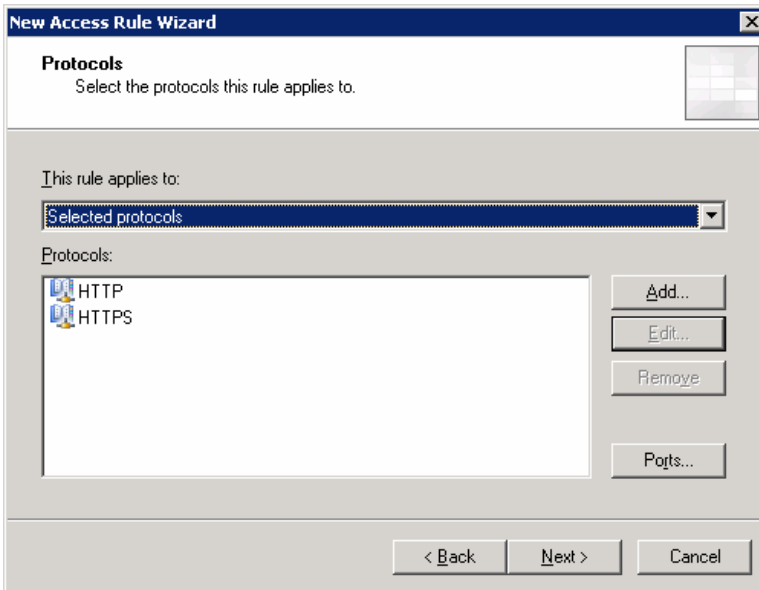 New Access Rule Wizard
Protocols
Select the protocols this rule applies to.
This rule applies to:
Selected protocols
Protocols:
HTTP
HTTPS
Add...
Edit...
Remove
Ports...
< Back
Next >
Cancel